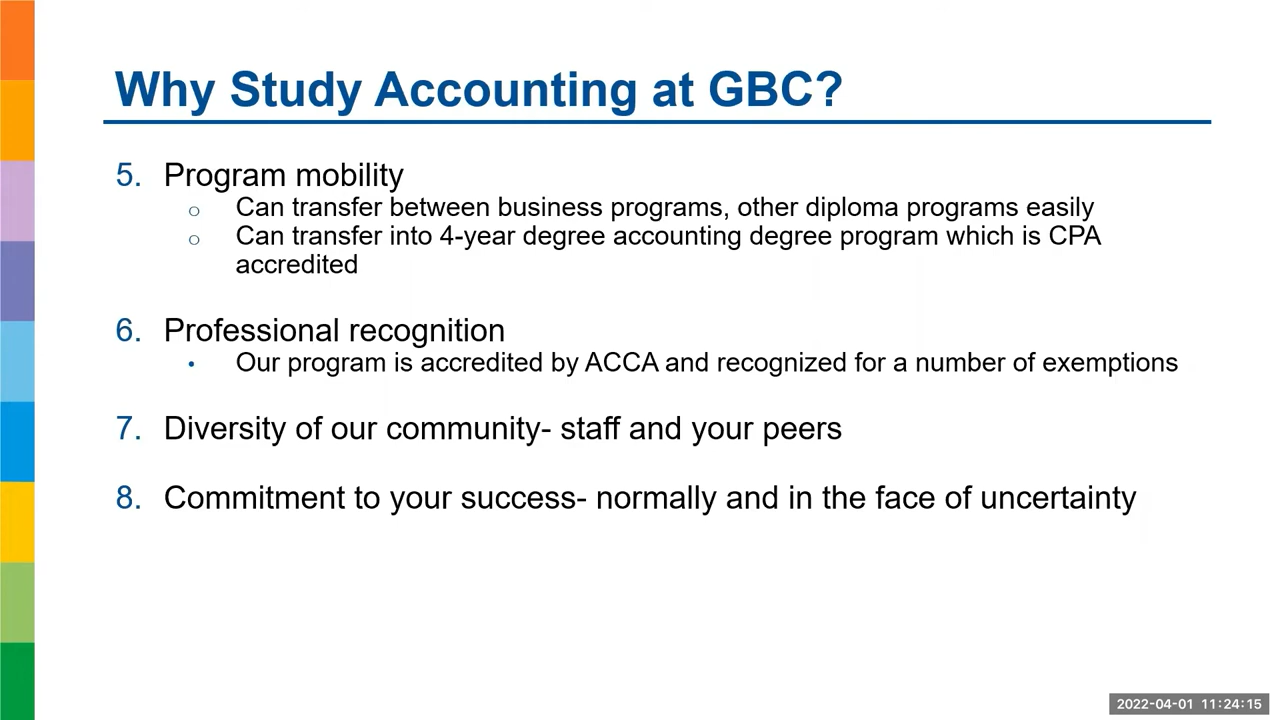 Why Study Accounting at GBC?
5. Program mobility
o Can transfer between business programs, other diploma programs easily
o Can transfer into 4-year degree accounting degree program which is CPA
accredited
6. Professional recognition
• Our program is accredited by ACCA and recognized for a number of exemptions
7. Diversity of our community- staff and your peers
8. Commitment to your success- normally and in the face of uncertainty
2022-04-01 11:24:15